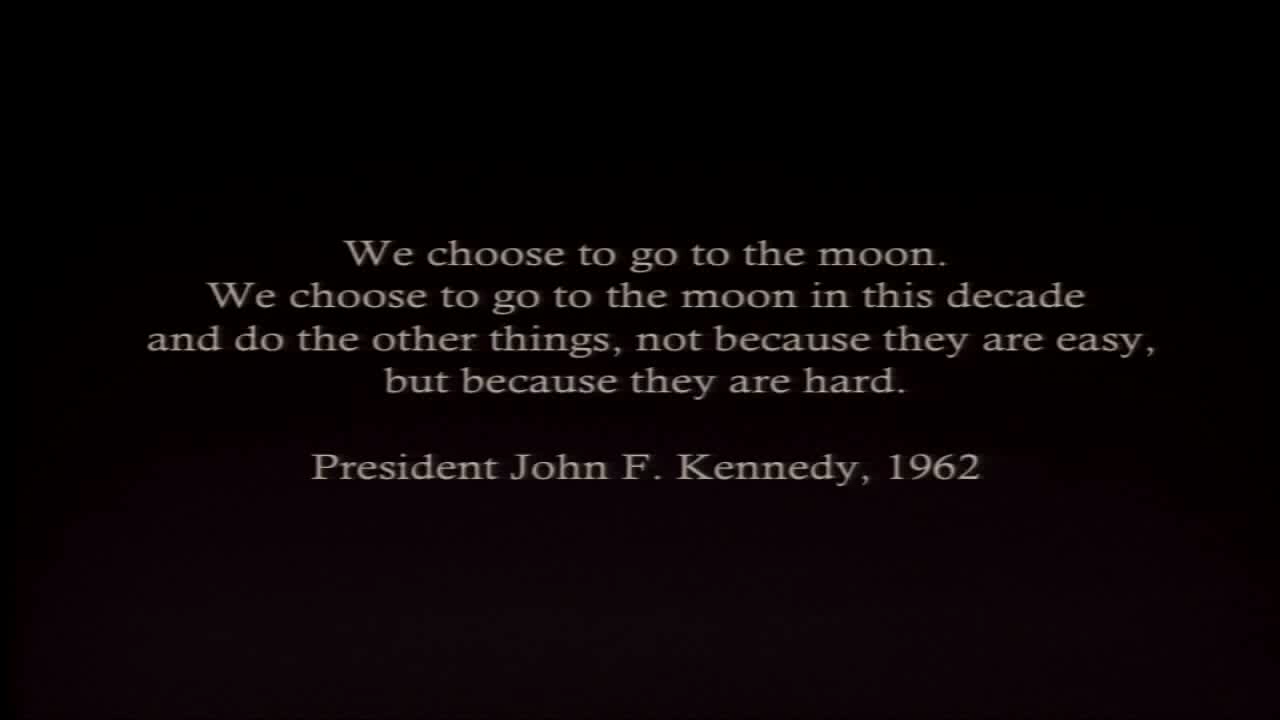 We choose to go to the moon.
We choose to go to the moon in this decade
and do the other things, not because they are easy,
but because they are hard.
President John F. Kennedy, 1962